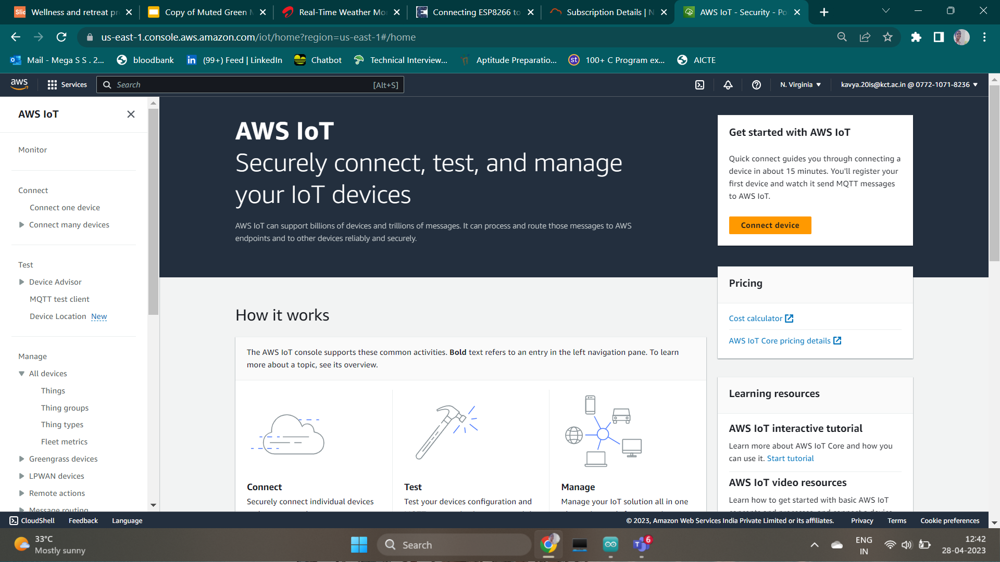 Wellness and retreat pr
Copy of Muted Green M
Real-Time Weather Mo
Connecting ESP8266 to
Subscription Details | N
AWS IoT - Security - Po
us-east-1.console.aws.amazon.com/iot/home?region=us-east-1#/home
Mail - Mega S S . 2...
bloodbank
(99+) Feed | LinkedIn
Chatbot
Technical Interview...
Aptitude Preparatio...
100+ C Program ex...
AICTE
aws
Services
Search
[Alt+S]
N. Virginia
kavya.20is@kct.ac.in @ 0772-1071-8236
AWS IoT
Monitor
Connect
Connect one device
Connect many devices
Test
Device Advisor
MQTT test client
Device Location New
Manage
All devices
Things
Thing groups
Thing types
Fleet metrics
Greengrass devices
LPWAN devices
Remote actions
Message routing
AWS IoT
Securely connect, test, and manage
your IoT devices
AWS IoT can support billions of devices and trillions of messages. It can process and route those messages to AWS
endpoints and to other devices reliably and securely.
Get started with AWS IoT
Quick connect guides you through connecting a
device in about 15 minutes. You'll register your
first device and watch it send MQTT messages
to AWS IoT.
Connect device
Pricing
Cost calculator
AWS IoT Core pricing details
How it works
The AWS IoT console supports these common activities. Bold text refers to an entry in the left navigation pane. To learn
more about a topic, see its overview.
Connect
Securely connect individual devices
Test
Test your devices configuration and
Manage
Manage your IoT solution all in one
Learning resources
AWS IoT interactive tutorial
Learn more about AWS IoT Core and how you
can use it. Start tutorial
AWS IoT video resources
Learn how to get started with basic AWS IoT
CloudShell
Feedback
Language
© 2023, Amazon Web Services India Private Limited or its affiliates.
Privacy
Terms
Cookie preferences
33°C
Mostly sunny
Search
6
ENG
IN
12:42
28-04-2023